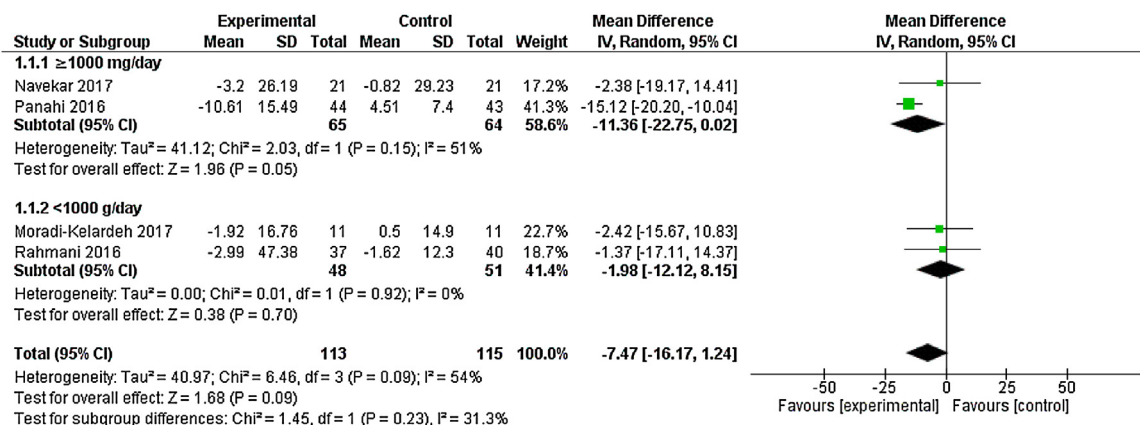 Experimental Control Mean Difference Mean Difference
Study or Subgroup Mean SD Total Mean SD Total Weight IV, Random, 95% CI IV, Random, 95% CI
1.1.1 ≥1000 mg/day
Navekar 2017 -3.2 26.19 21 -0.82 29.23 21 17.2% -2.38 [-19.17, 14.41]
Panahi 2016 -10.61 15.49 44 4.51 7.4 43 41.3% -15.12 [-20.20, -10.04]
Subtotal (95% CI) 65 64 58.6% -11.36 [-22.75, 0.02]
Heterogeneity: Tau² = 41.12; Chi² = 2.03, df = 1 (P = 0.15); I² = 51%
Test for overall effect: Z = 1.96 (P = 0.05)
1.1.2 <1000 g/day
Moradi-Kelardeh 2017 -1.92 16.76 11 0.5 14.9 11 22.7% -2.42 [-15.67, 10.83]
Rahmani 2016 -2.99 47.38 37 -1.62 12.3 40 18.7% -1.37 [-17.11, 14.37]
Subtotal (95% CI) 48 51 41.4% -1.98 [-12.12, 8.15]
Heterogeneity: Tau² = 0.00; Chi² = 0.01, df = 1 (P = 0.92); I² = 0%
Test for overall effect: Z = 0.38 (P = 0.70)
Total (95% CI) 113 115 100.0% -7.47 [-16.17, 1.24]
Heterogeneity: Tau² = 40.97; Chi² = 6.46, df = 3 (P = 0.09); I² = 54%
Test for overall effect: Z = 1.68 (P = 0.09)
Test for subgroup differences: Chi² = 1.45, df = 1 (P = 0.23), I² = 31.3%
-50 -25 0 25 50
Favours [experimental] Favours [control]